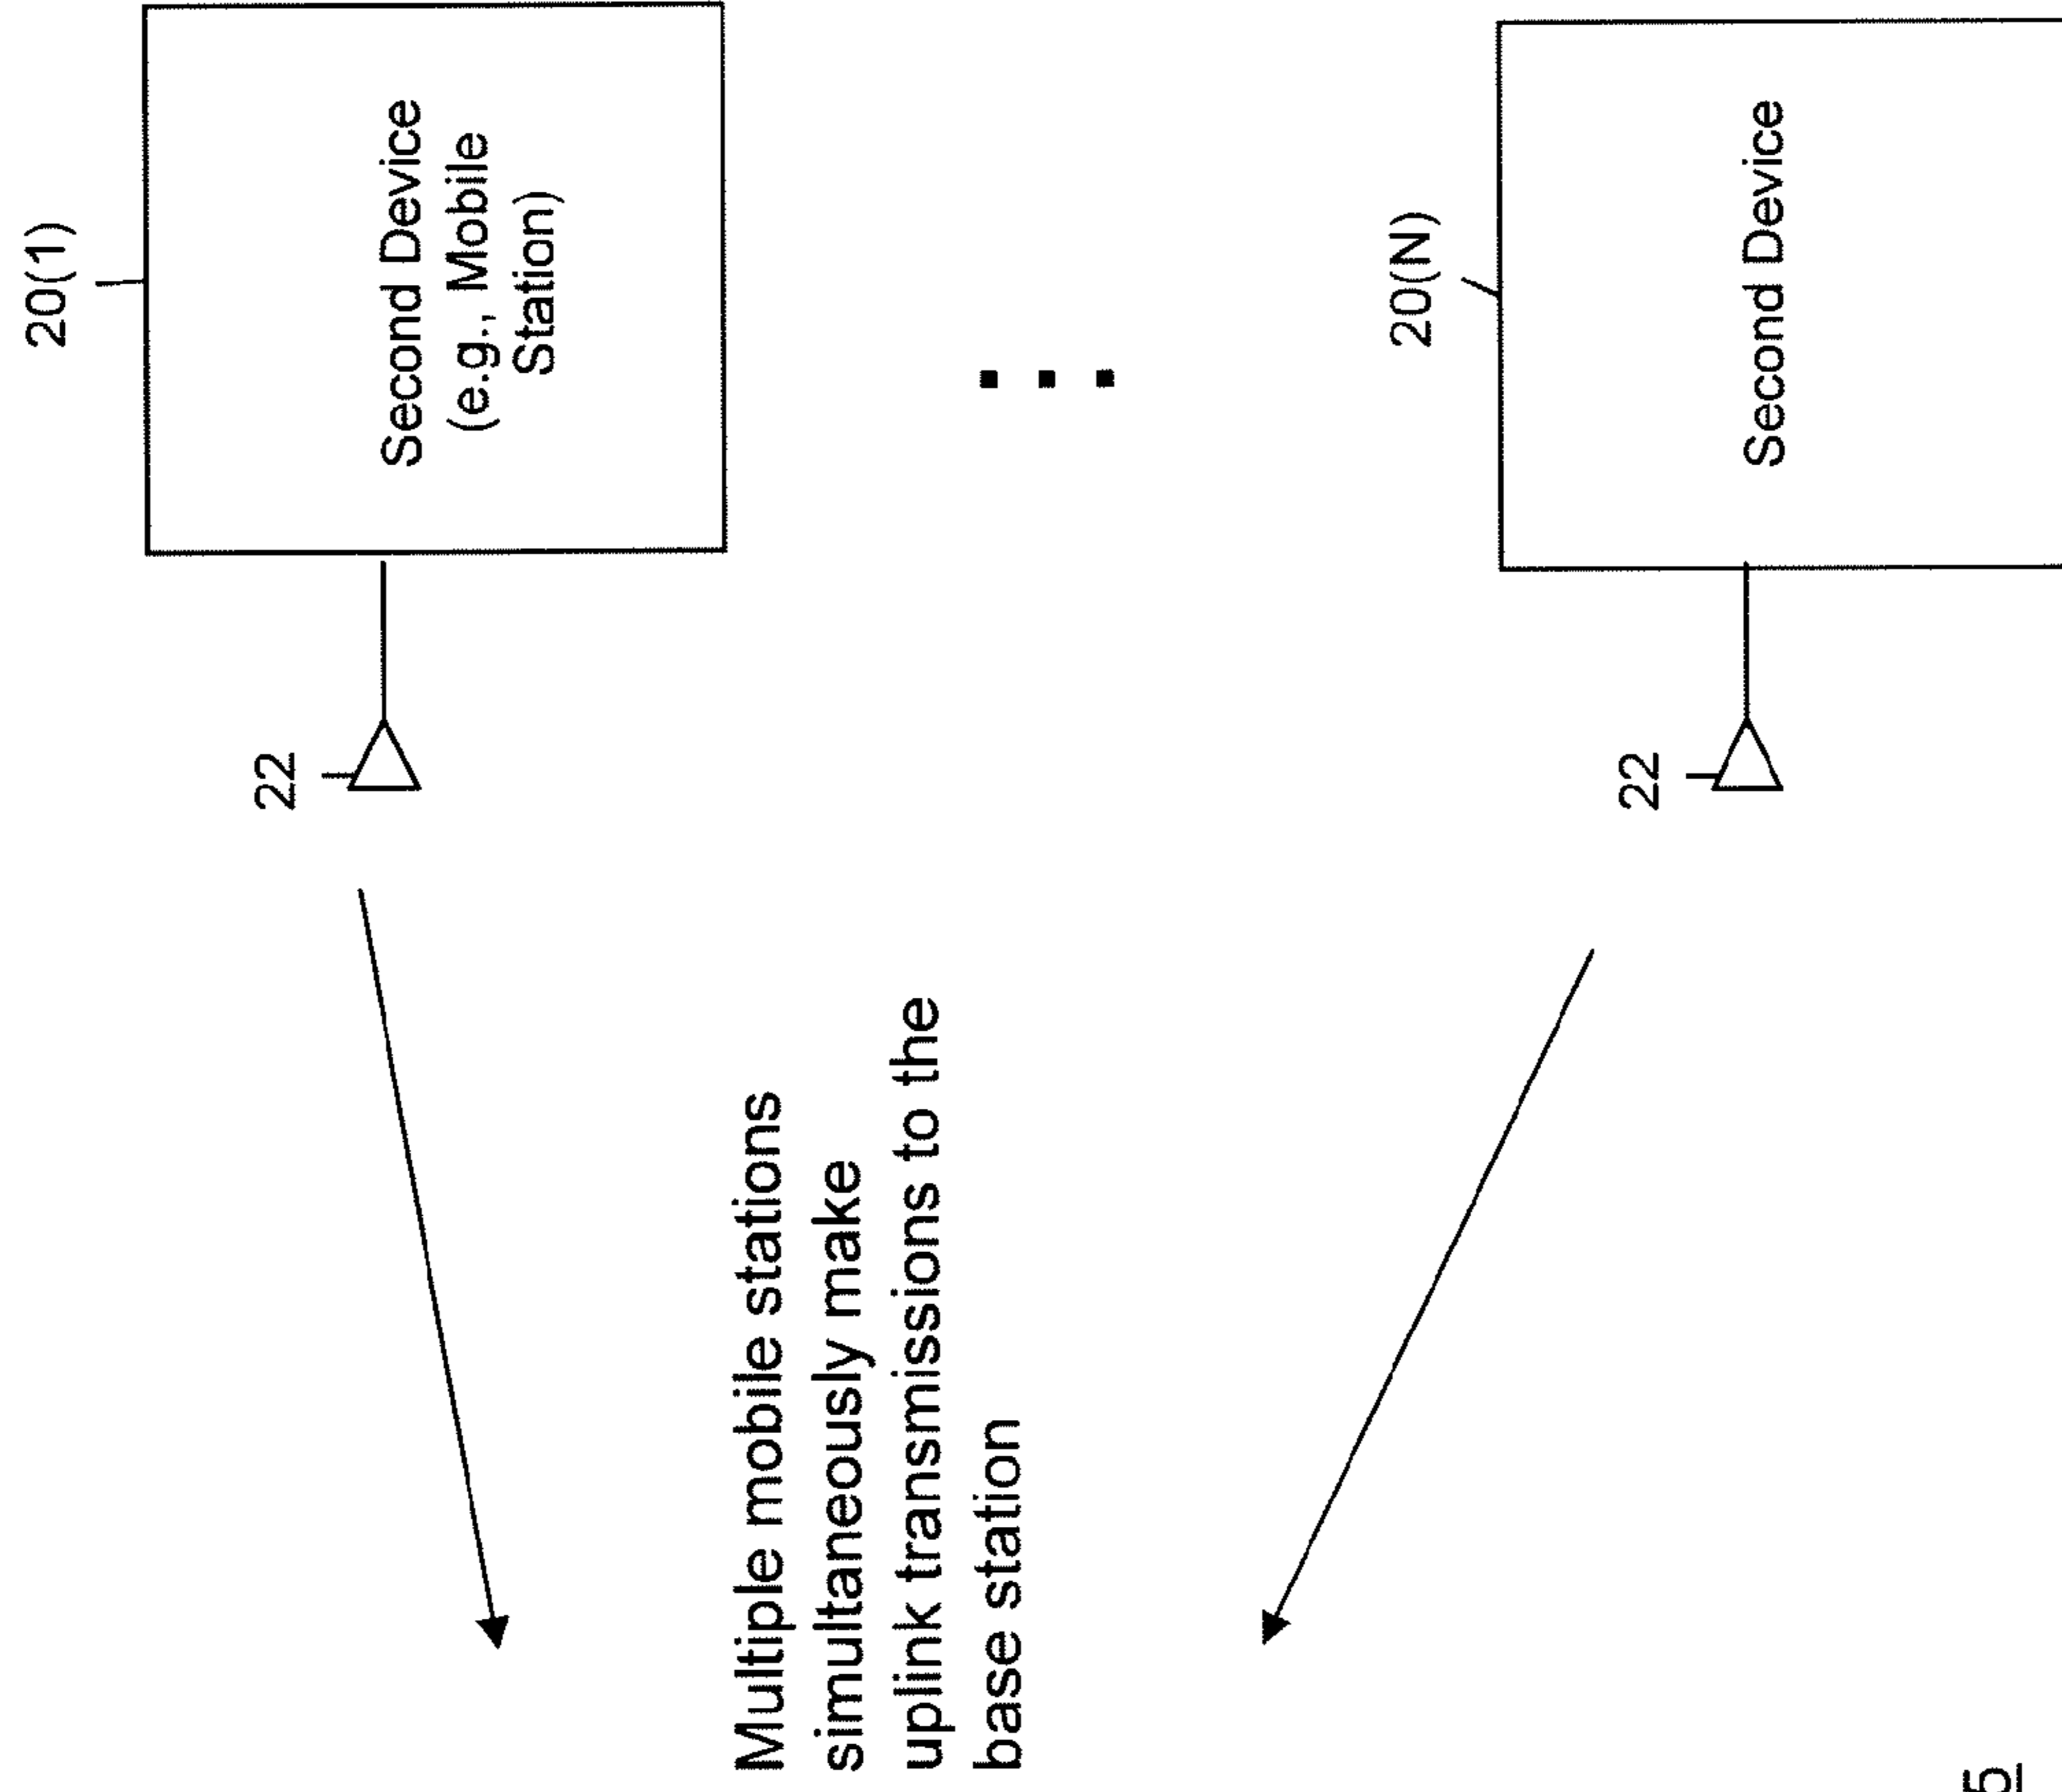 20(1)
Second Device
(e.g., Mobile
Station)
22
Multiple mobile stations
simultaneously make
uplink transmissions to the
base station
20(N)
Second Device
22
5